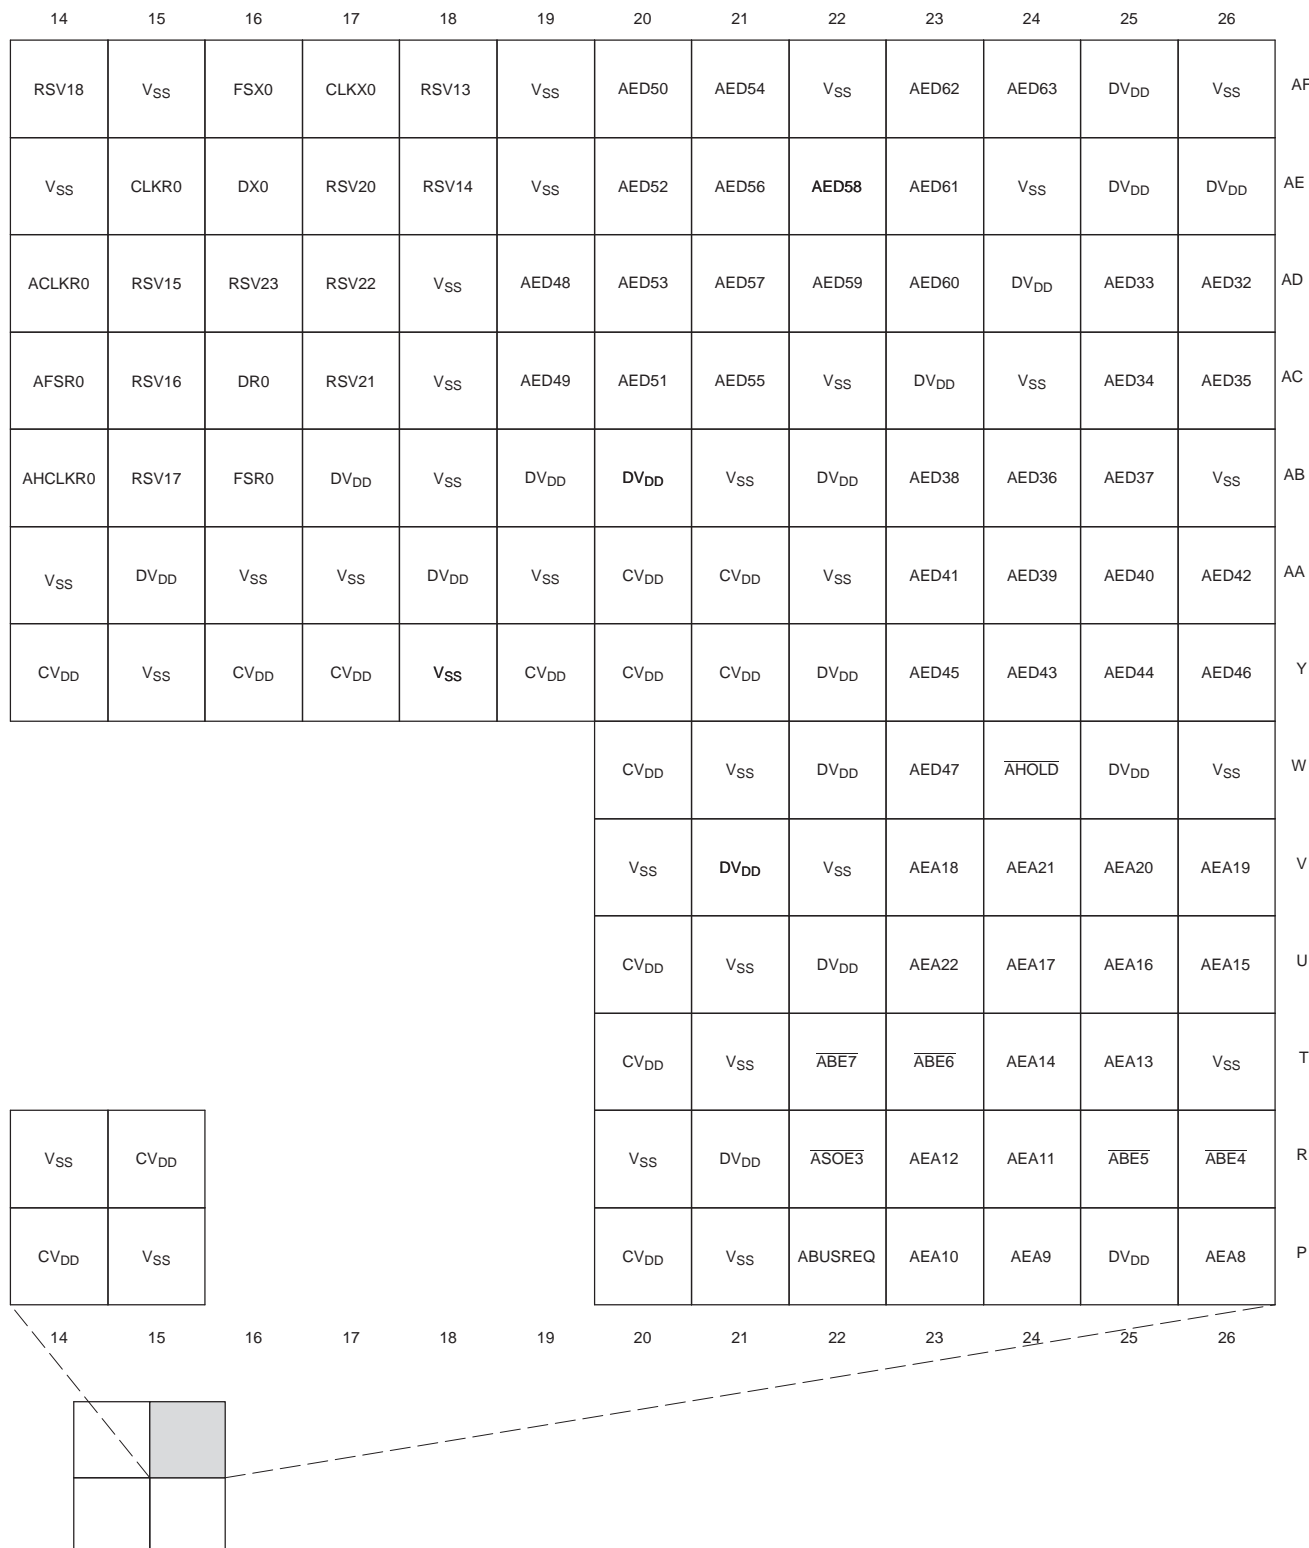 14 15 16 17 18 19 20 21 22 23 24 25 26
RSV18 VSS FSX0 CLKX0 RSV13 VSS AED50 AED54 VSS AED62 AED63 DVDD VSS AF
VSS CLKR0 DX0 RSV20 RSV14 VSS AED52 AED56 AED58 AED61 VSS DVDD DVDD AE
ACLKR0 RSV15 RSV23 RSV22 VSS AED48 AED53 AED57 AED59 AED60 DVDD AED33 AED32 AD
AFSR0 RSV16 DR0 RSV21 VSS AED49 AED51 AED55 VSS DVDD VSS AED34 AED35 AC
AHCLKR0 RSV17 FSR0 DVDD VSS DVDD DVDD VSS DVDD AED38 AED36 AED37 VSS AB
VSS DVDD VSS VSS DVDD VSS CVDD CVDD VSS AED41 AED39 AED40 AED42 AA
CVDD VSS CVDD CVDD VSS CVDD CVDD CVDD DVDD AED45 AED43 AED44 AED46 Y
CVDD VSS DVDD AED47 AHOLD DVDD VSS W
VSS DVDD VSS AEA18 AEA21 AEA20 AEA19 V
CVDD VSS DVDD AEA22 AEA17 AEA16 AEA15 U
CVDD VSS ABE7 ABE6 AEA14 AEA13 VSS T
VSS CVDD VSS DVDD ASOE3 AEA12 AEA11 ABE5 ABE4 R
CVDD VSS CVDD VSS ABUSREQ AEA10 AEA9 DVDD AEA8 P
14 15 16 17 18 19 20 21 22 23 24 25 26